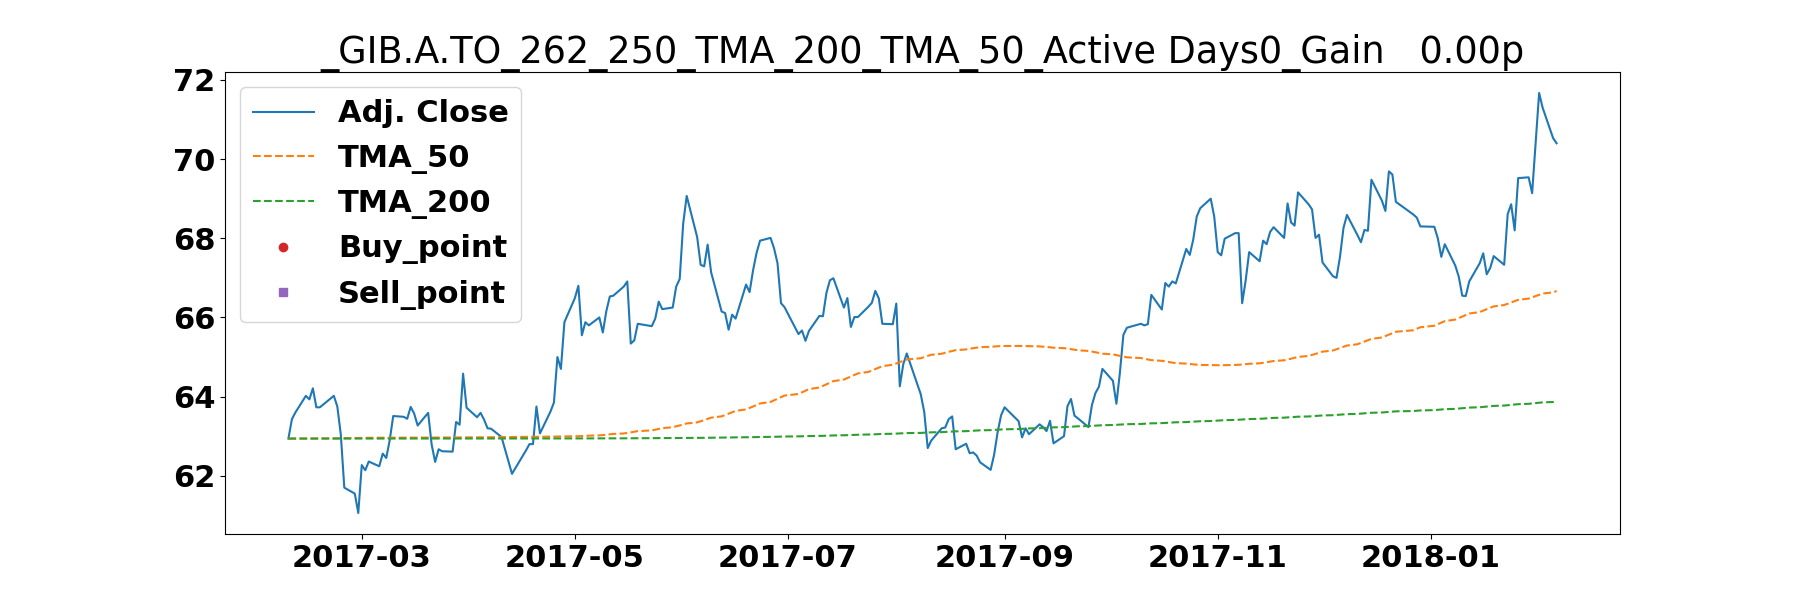 _GIB.A.TO_262_250_TMA_200_TMA_50_Active Days0_Gain   0.00p
72
70
68
66
64
62
Adj. Close
TMA_50
TMA_200
Buy_point
Sell_point
2017-03 2017-05 2017-07 2017-09 2017-11 2018-01